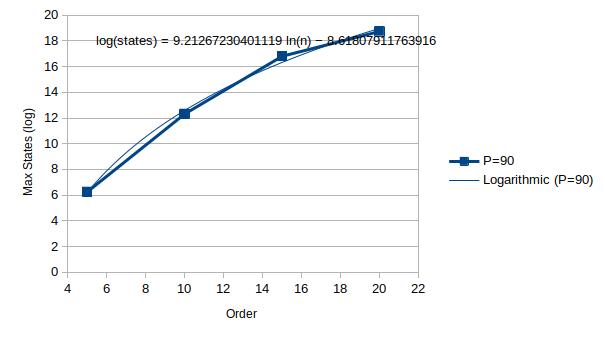 20
18
log(states) = 9.21267230401119 ln(n) − 8.61807911763916
16
14
12
10
8
6
4
2
0
4 6 8 10 12 14 16 18 20 22
Max States (log)
Order
P=90
Logarithmic (P=90)